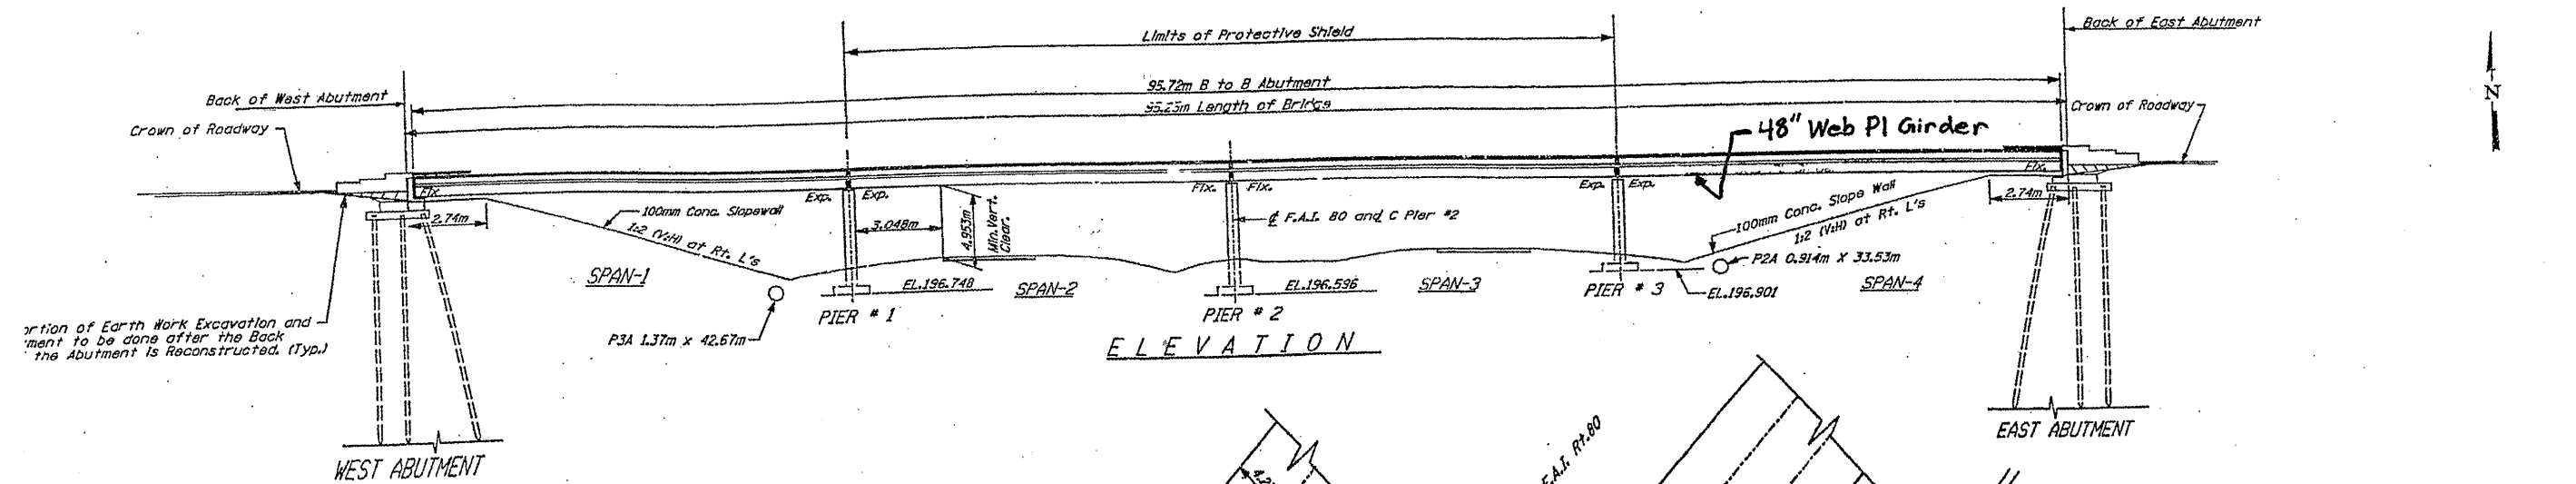 Limits of Protective Shield
Back of East Abutment
95.72m B to B Abutment
Back of West Abutment
95.25m Length of Bridge
Crown of Roadway
Crown of Roadway
N
48" Web Pl Girder
Fix.
Exp. Exp.
Fix. Fix.
Exp. Exp.
Fix.
2.74m
100mm Conc. Slopewall
1:2 (V:H) at Rt. L's
3.048m
4.953m
Min. Vert.
Clear.
℄ F.A.I. 80 and C Pier #2
100mm Conc. Slope Wall
1:2 (V:H) at Rt. L's
2.74m
P2A 0.914m X 33.53m
SPAN-1
EL.196.748
SPAN-2
EL.196.596
SPAN-3
PIER # 3
EL.196.901
SPAN-4
PIER # 1
PIER # 2
P3A 1.37m x 42.67m
ELEVATION
of Earth Work Excavation and
to be done after the Back
the Abutment is Reconstructed. (Typ.)
WEST ABUTMENT
EAST ABUTMENT
F.A.I. Rt.80